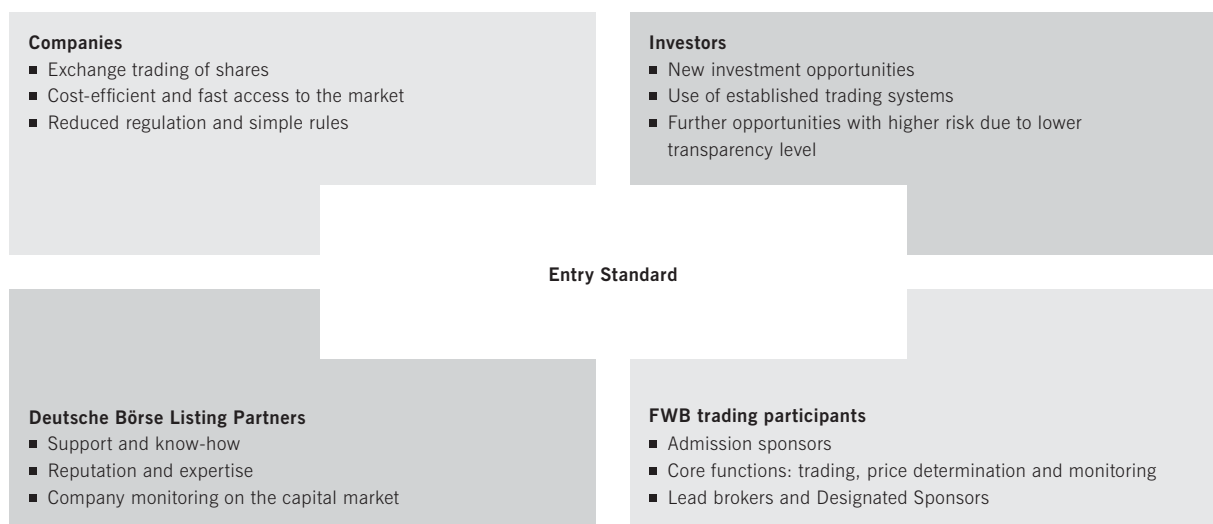 Companies
■ Exchange trading of shares
■ Cost-efficient and fast access to the market
■ Reduced regulation and simple rules
Investors
■ New investment opportunities
■ Use of established trading systems
■ Further opportunities with higher risk due to lower
transparency level
Entry Standard
Deutsche Börse Listing Partners
■ Support and know-how
■ Reputation and expertise
■ Company monitoring on the capital market
FWB trading participants
■ Admission sponsors
■ Core functions: trading, price determination and monitoring
■ Lead brokers and Designated Sponsors